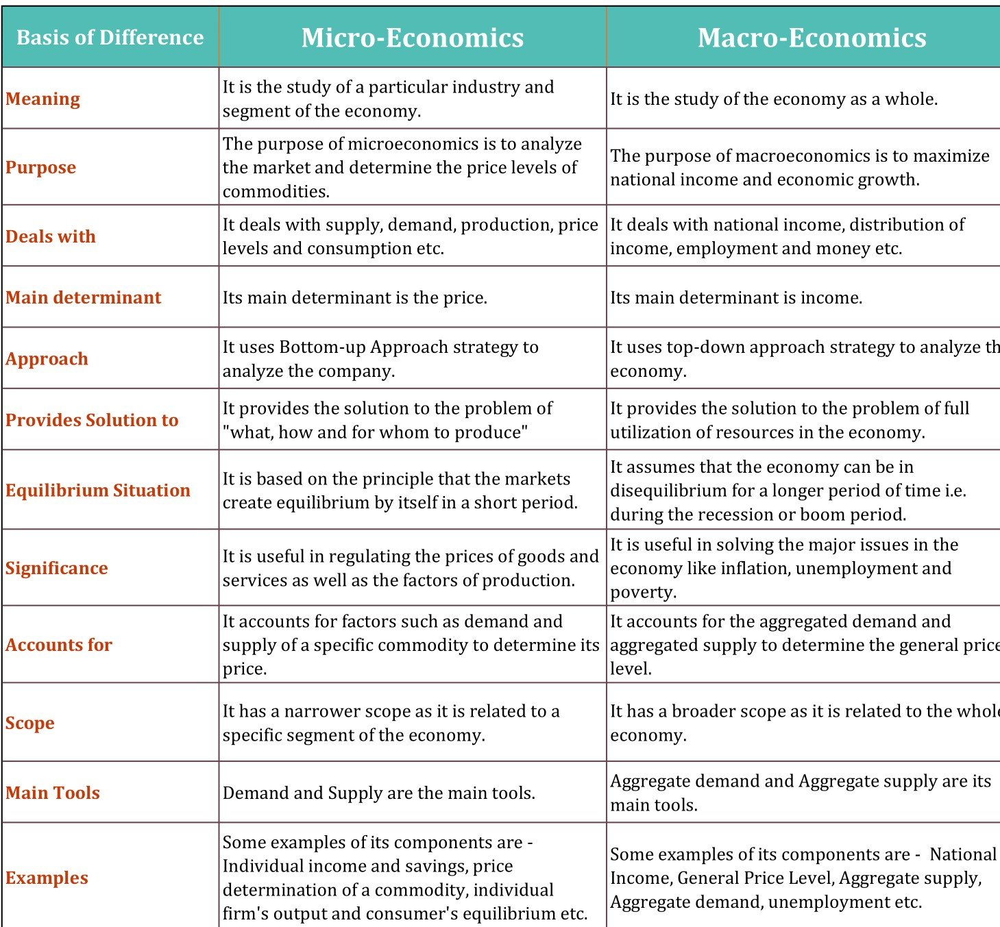 Basis of Difference
Micro-Economics
Macro-Economics
Meaning
It is the study of a particular industry and
segment of the economy.
It is the study of the economy as a whole.
Purpose
The purpose of microeconomics is to analyze
the market and determine the price levels of
commodities.
The purpose of macroeconomics is to maximize
national income and economic growth.
Deals with
It deals with supply, demand, production, price
levels and consumption etc.
It deals with national income, distribution of
income, employment and money etc.
Main determinant
Its main determinant is the price.
Its main determinant is income.
Approach
It uses Bottom-up Approach strategy to
analyze the company.
It uses top-down approach strategy to analyze th
economy.
Provides Solution to
It provides the solution to the problem of
"what, how and for whom to produce"
It provides the solution to the problem of full
utilization of resources in the economy.
Equilibrium Situation
It is based on the principle that the markets
create equilibrium by itself in a short period.
It assumes that the economy can be in
disequilibrium for a longer period of time i.e.
during the recession or boom period.
Significance
It is useful in regulating the prices of goods and
services as well as the factors of production.
It is useful in solving the major issues in the
economy like inflation, unemployment and
poverty.
Accounts for
It accounts for factors such as demand and
supply of a specific commodity to determine its
price.
It accounts for the aggregated demand and
aggregated supply to determine the general price
level.
Scope
It has a narrower scope as it is related to a
specific segment of the economy.
It has a broader scope as it is related to the whole
economy.
Main Tools
Demand and Supply are the main tools.
Aggregate demand and Aggregate supply are its
main tools.
Examples
Some examples of its components are -
Individual income and savings, price
determination of a commodity, individual
firm's output and consumer's equilibrium etc.
Some examples of its components are - National
Income, General Price Level, Aggregate supply,
Aggregate demand, unemployment etc.